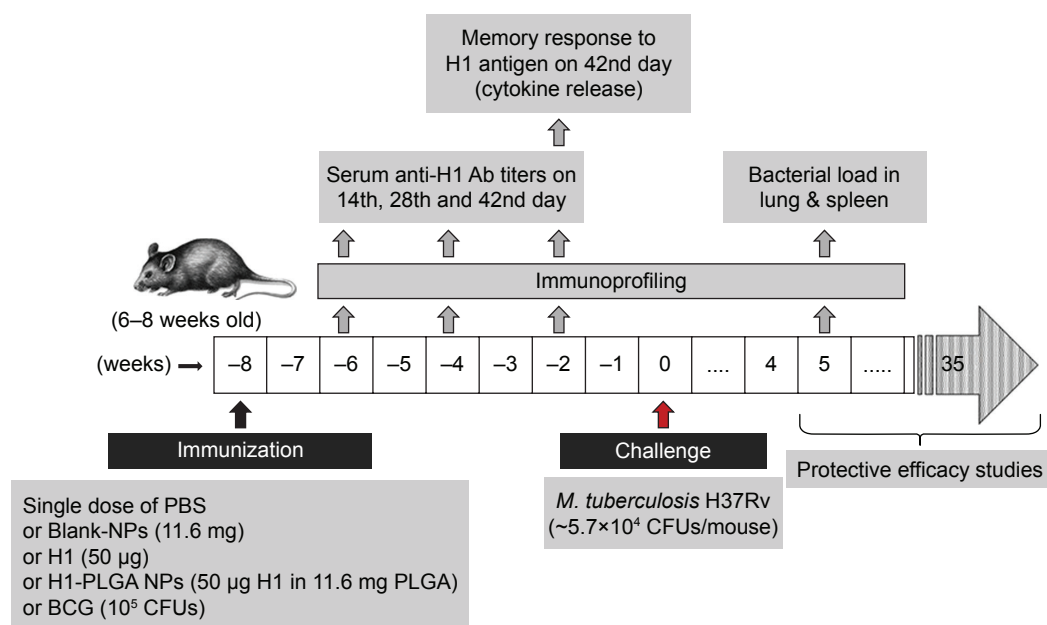 Memory response to
H1 antigen on 42nd day
(cytokine release)
Serum anti-H1 Ab titers on
14th, 28th and 42nd day
Bacterial load in
lung & spleen
Immunoprofiling
(6–8 weeks old)
(weeks)
–8 –7 –6 –5 –4 –3 –2 –1 0 .... 4 5 ..... 35
Immunization
Challenge
Protective efficacy studies
Single dose of PBS
or Blank-NPs (11.6 mg)
or H1 (50 µg)
or H1-PLGA NPs (50 µg H1 in 11.6 mg PLGA)
or BCG (10⁵ CFUs)
M. tuberculosis H37Rv
(~5.7×10⁴ CFUs/mouse)